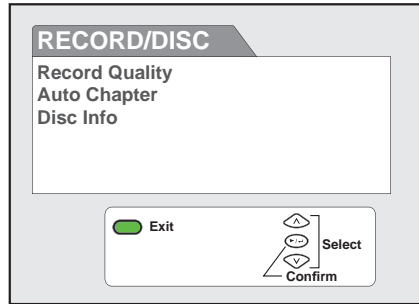 RECORD/DISC
Record Quality
Auto Chapter
Disc Info
Exit
Select
Confirm